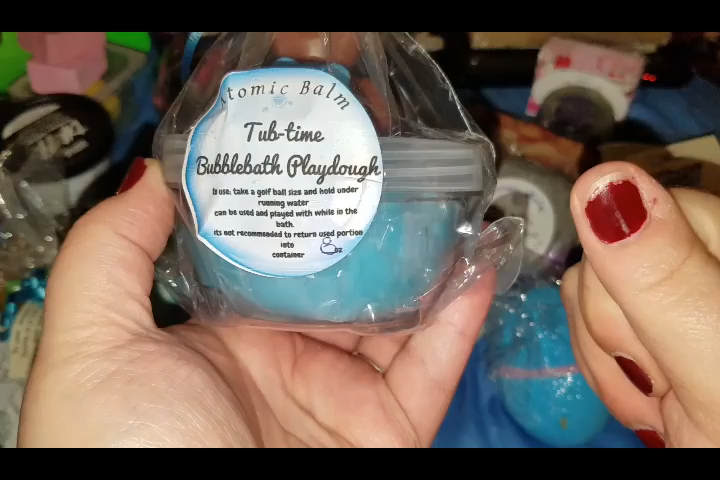 Atomic Balm
Tub-time
Bubblebath Playdough
To use: take a golf ball size and hold under
running water
can be used and played with while in the
bath.
its not recommended to return used portion
into
container
8oz